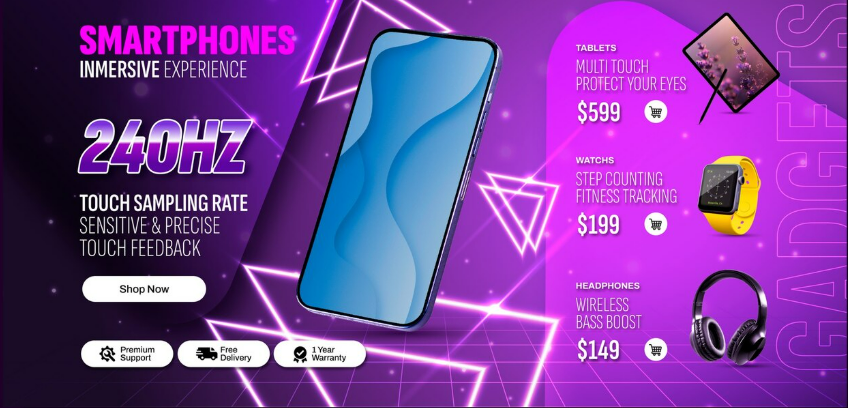 SMARTPHONES
INMERSIVE EXPERIENCE
240HZ
TOUCH SAMPLING RATE
SENSITIVE & PRECISE
TOUCH FEEDBACK
Shop Now
Premium
Support
Free
Delivery
1 Year
Warranty
TABLETS
MULTI TOUCH
PROTECT YOUR EYES
$599
WATCHS
STEP COUNTING
FITNESS TRACKING
$199
HEADPHONES
WIRELESS
BASS BOOST
$149
GADGETS